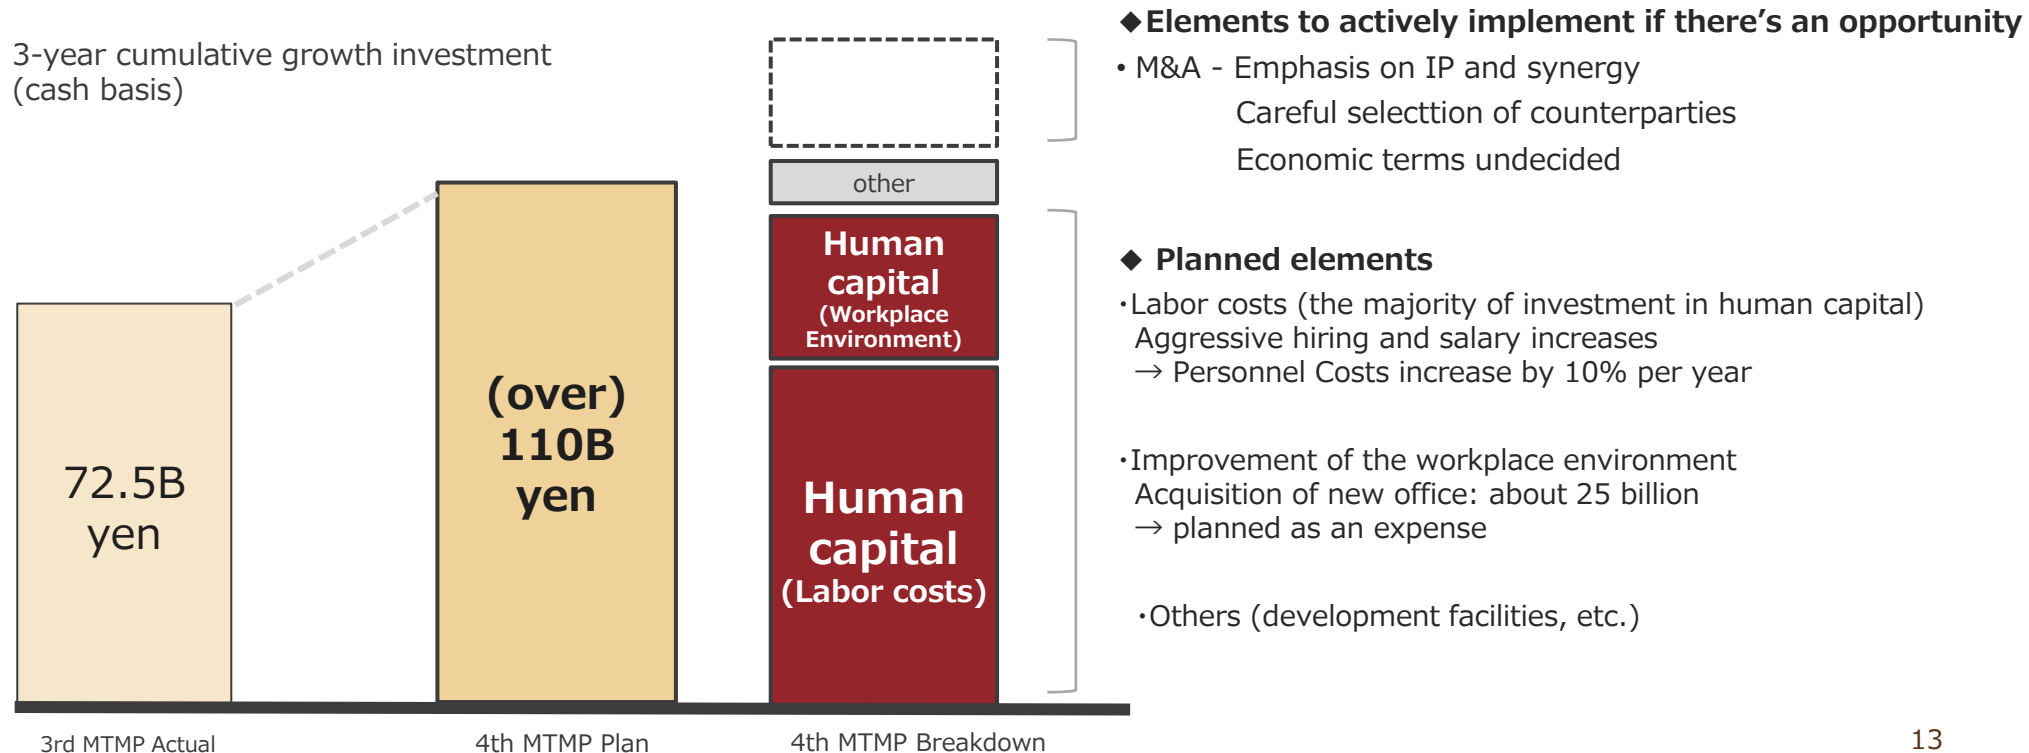 3-year cumulative growth investment
(cash basis)
72.5B
yen
(over)
110B
yen
other
Human
capital
(Workplace
Environment)
Human
capital
(Labor costs)
3rd MTMP Actual
4th MTMP Plan
4th MTMP Breakdown
◆Elements to actively implement if there’s an opportunity
• M&A - Emphasis on IP and synergy
Careful selecttion of counterparties
Economic terms undecided
◆ Planned elements
・Labor costs (the majority of investment in human capital)
Aggressive hiring and salary increases
→ Personnel Costs increase by 10% per year
・Improvement of the workplace environment
Acquisition of new office: about 25 billion
→ planned as an expense
・Others (development facilities, etc.)
13